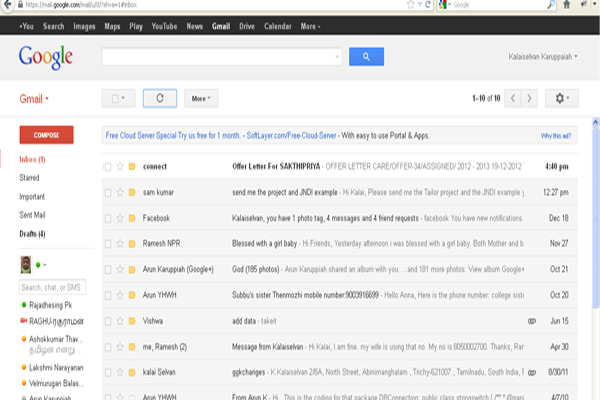 https://mail.google.com/mail/u/0/?shva=1#inbox
Google
+You Search Images Maps Play YouTube News Gmail Drive Calendar More
Google
Kalaiselvan Karuppaiah
Gmail
More
1–10 of 10
COMPOSE
Free Cloud Server Special Try us free for 1 month. - SoftLayer.com/Free-Cloud-Server - With easy to use Portal & Apps. Why this ad?
Inbox (1)
Starred
Important
Sent Mail
Drafts (4)
Search, chat, or SMS
Rajadhesing Pk
RAGHU-ரகுராமன்
Ashokkumar Thav...
தமிழன் என்று...
Lakshmi Narayanan
Velmurugan Balas...
Arun Karuppiah
connect Offer Letter For SAKTHIPRIYA - OFFER LETTER CARE/OFFER-34/ASSIGNED/ 2012 - 2013 19-12-2012 4:40 pm
sam kumar send me the project and JNDI example - Hi Kalai, Please send me the Tailor project and the JNDI example 12:27 pm
Facebook Kalaiselvan, you have 1 photo tag, 4 messages and 4 friend requests - facebook You have new notifications. Dec 18
Ramesh NPR Blessed with a girl baby - Hi Friends, Yesterday afternoon i was blessed with a girl baby. Both Mother and b Nov 27
Arun Karuppiah (Google+) God (185 photos) - Arun Karuppiah shared an album with you. ... and 181 more photos. View album Google+ Oct 21
Arun YHWH Subbu's sister Thenmozhi mobile number:9003916699 - Hello Anna, Here is the phone number: college sist Oct 20
Vishwa add data - takeit Jun 15
me, Ramesh (2) Message from Kalaiselvan - Hi Kalai, I am fine. my wife is using that no. My no is 8050002700. Thanks, Rar Apr 30
kalai Selvan ggkchanges - K.Kalaiselvan 2/8A, North Street, Abinimanghalam , Trichy-621007 , Tamilnadu, South India, 8/30/11
Arun YHWH From Arun K - Hi , This is the coding for that package DBConnection; public class stringswitch { /** * @para 4/7/10